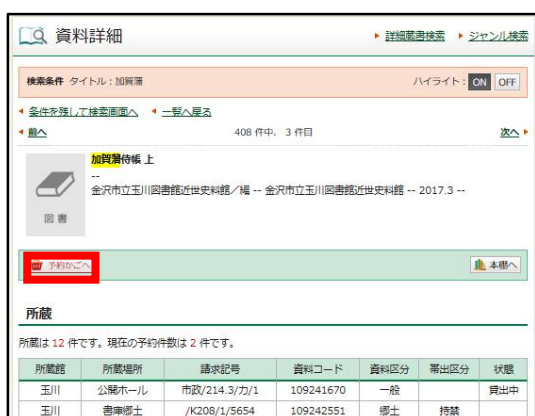 資料詳細
詳細蔵書検索 ジャンル検索
検索条件 タイトル：加賀藩
ハイライト： ON OFF
条件を残して検索画面へ 一覧へ戻る
前へ 408 件中、 3 件目 次へ
加賀藩侍帳 上
--
金沢市立玉川図書館近世史料館／編 -- 金沢市立玉川図書館近世史料館 -- 2017.3 --
図書
予約かごへ 本棚へ
所蔵
所蔵は 12 件です。現在の予約件数は 2 件です。
所蔵館 所蔵場所 請求記号 資料コード 資料区分 帯出区分 状態
玉川 公開ホール 市政/214.3/カ/1 109241670 一般 貸出中
玉川 書庫郷土 /K208/1/5654 109242551 郷土 持禁